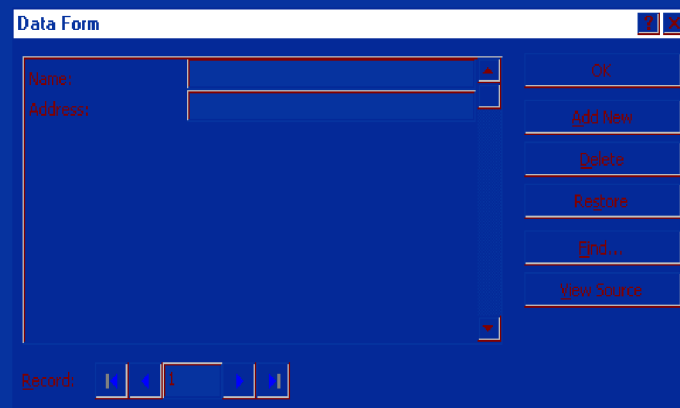 Data Form
Name:
Address:
OK
Add New
Delete
Restore
Find...
View Source
Record: 1